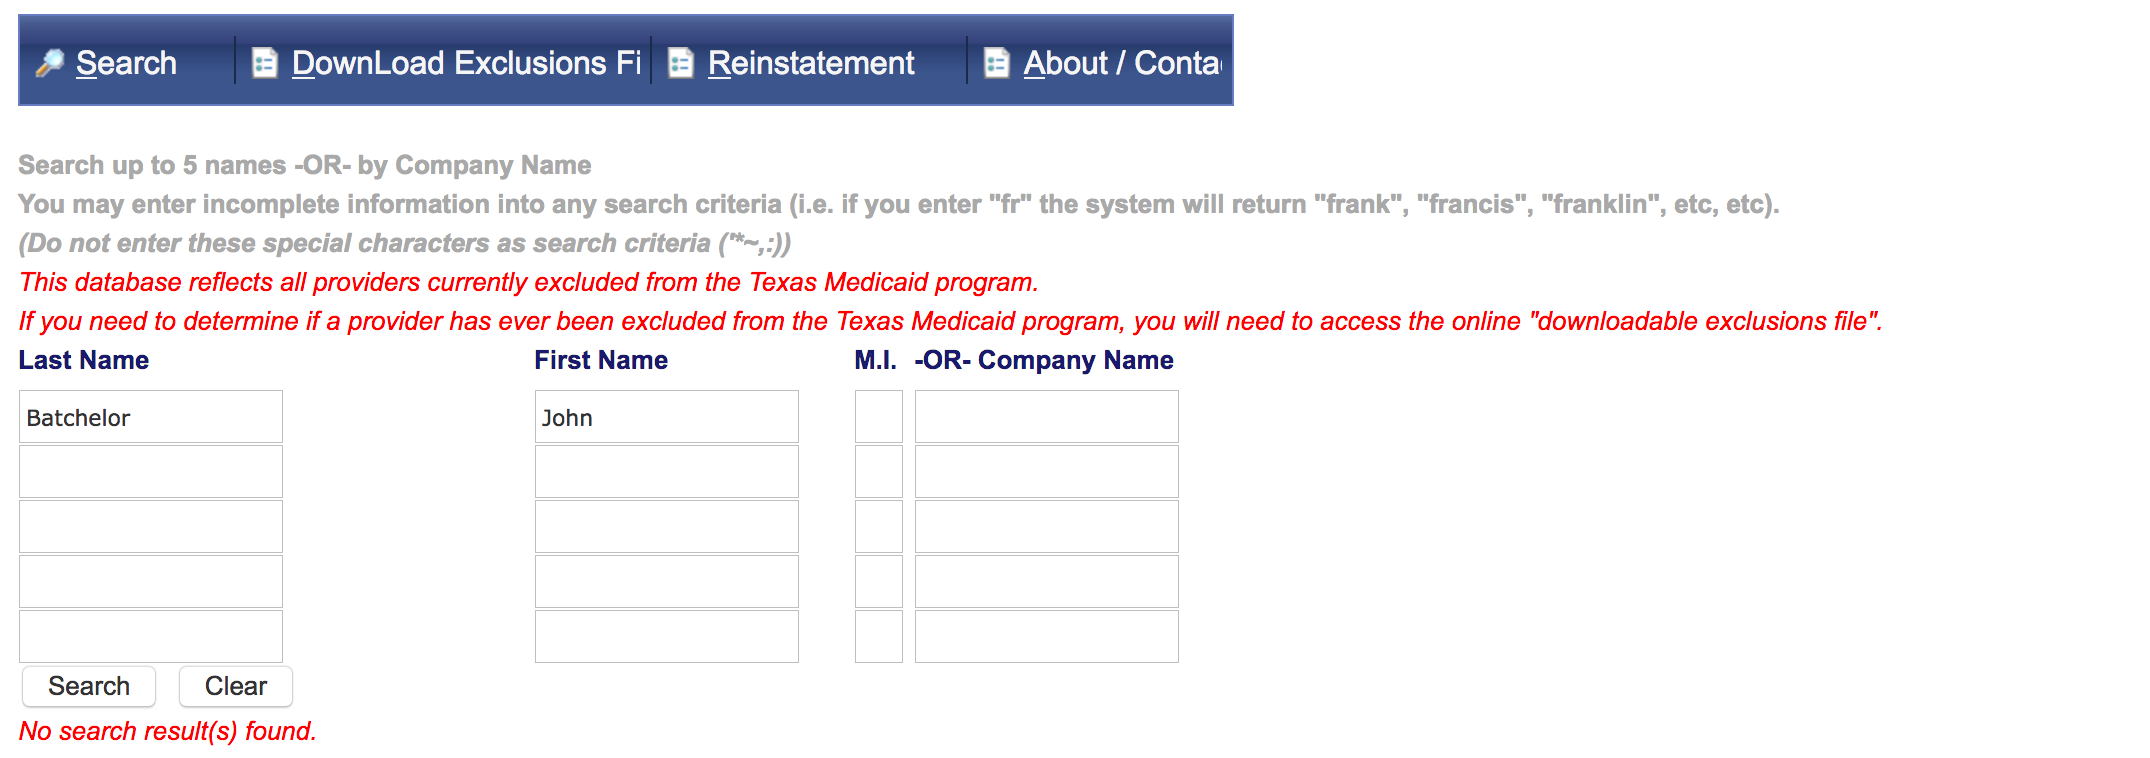 Search DownLoad Exclusions Fi Reinstatement About / Conta
Search up to 5 names -OR- by Company Name
You may enter incomplete information into any search criteria (i.e. if you enter "fr" the system will return "frank", "francis", "franklin", etc, etc).
(Do not enter these special characters as search criteria ('"*~,:))
This database reflects all providers currently excluded from the Texas Medicaid program.
If you need to determine if a provider has ever been excluded from the Texas Medicaid program, you will need to access the online "downloadable exclusions file".
Last Name First Name M.I. -OR- Company Name
Batchelor John
Search Clear
No search result(s) found.